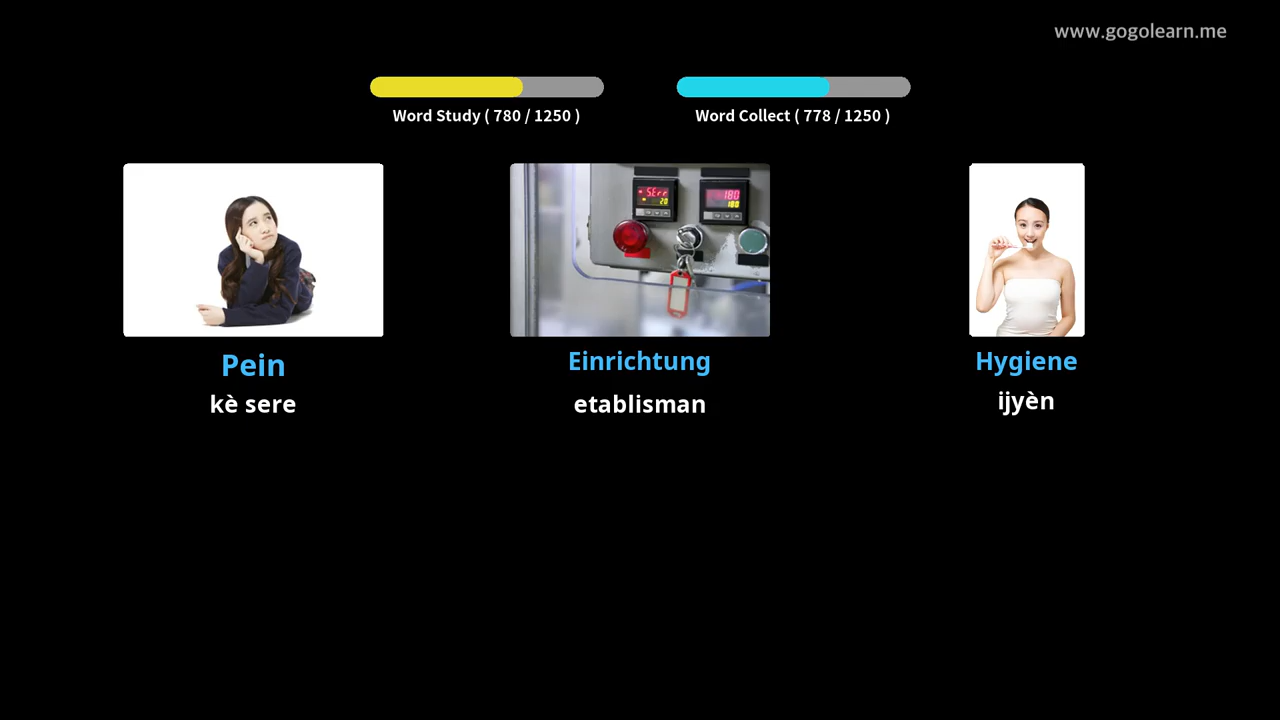 www.gogolearn.me
Word Study ( 780 / 1250 )
Word Collect ( 778 / 1250 )
Pein
Einrichtung
Hygiene
kè sere
etablisman
ijyèn